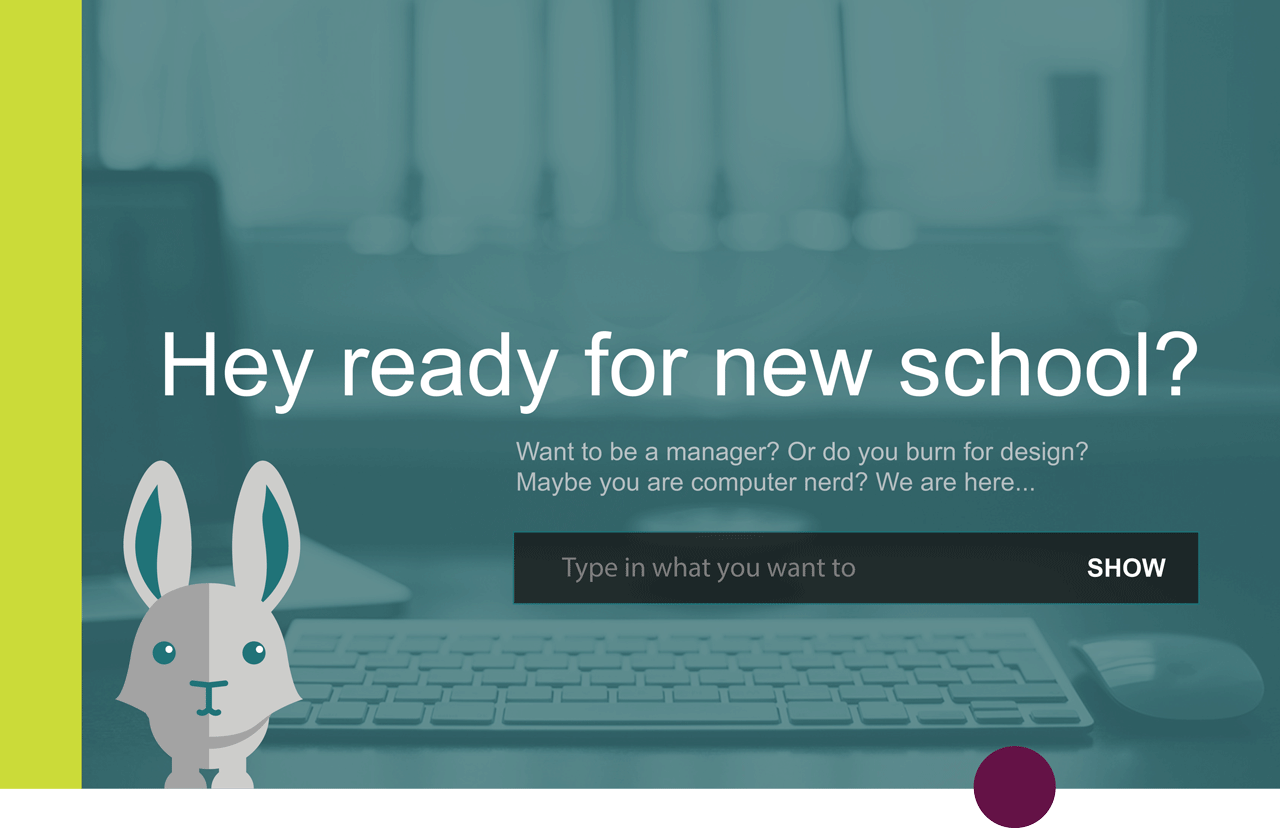 Hey ready for new school?
Want to be a manager? Or do you burn for design?
Maybe you are computer nerd? We are here...
Type in what you want to
SHOW